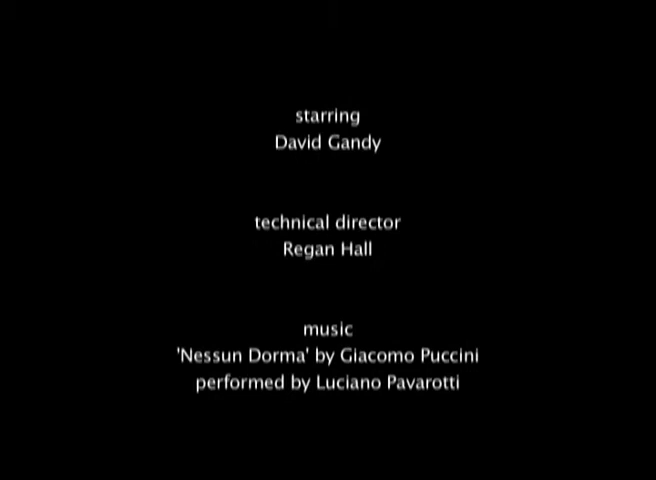 starring
David Gandy
technical director
Regan Hall
music
'Nessun Dorma' by Giacomo Puccini
performed by Luciano Pavarotti